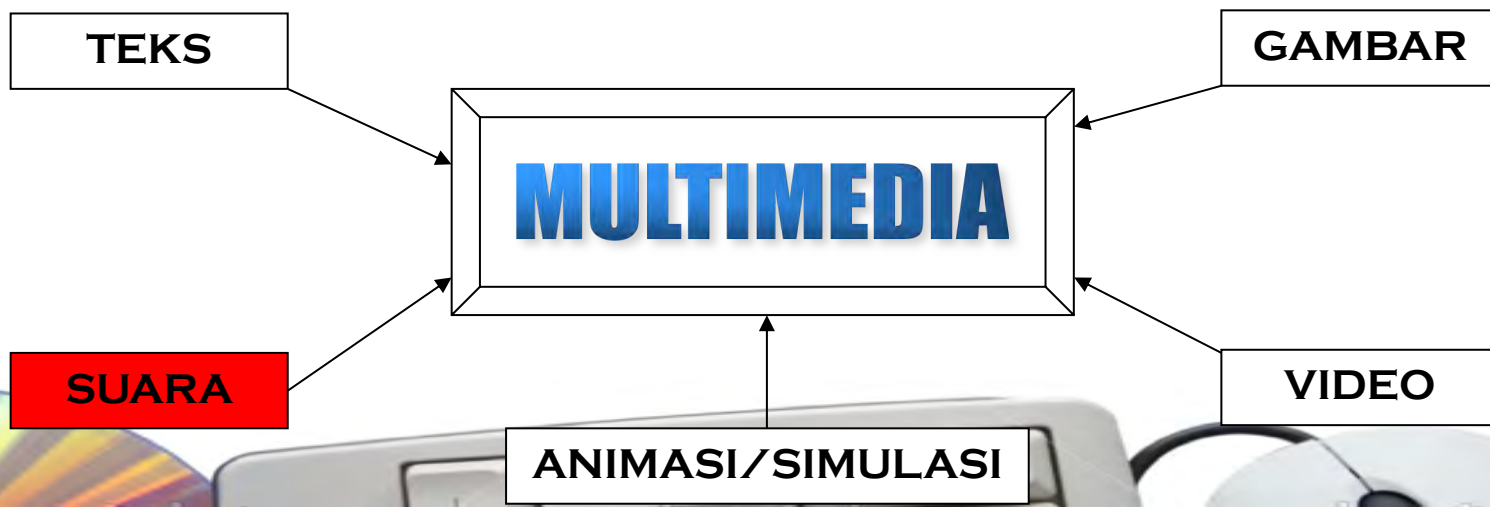 TEKS
GAMBAR
MULTIMEDIA
SUARA
VIDEO
ANIMASI/SIMULASI